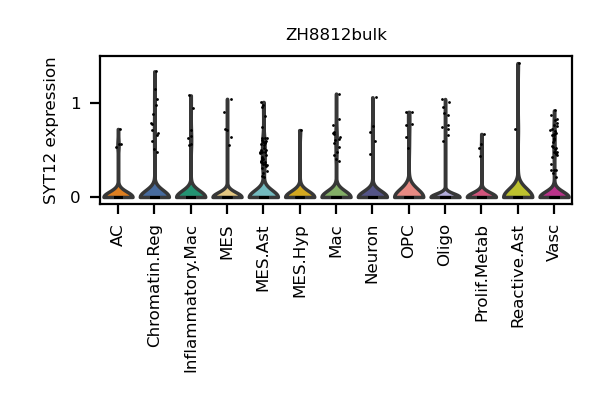 ZH8812bulk
SYT12 expression
1
0
AC
Chromatin.Reg
Inflammatory.Mac
MES
MES.Ast
MES.Hyp
Mac
Neuron
OPC
Oligo
Prolif.Metab
Reactive.Ast
Vasc